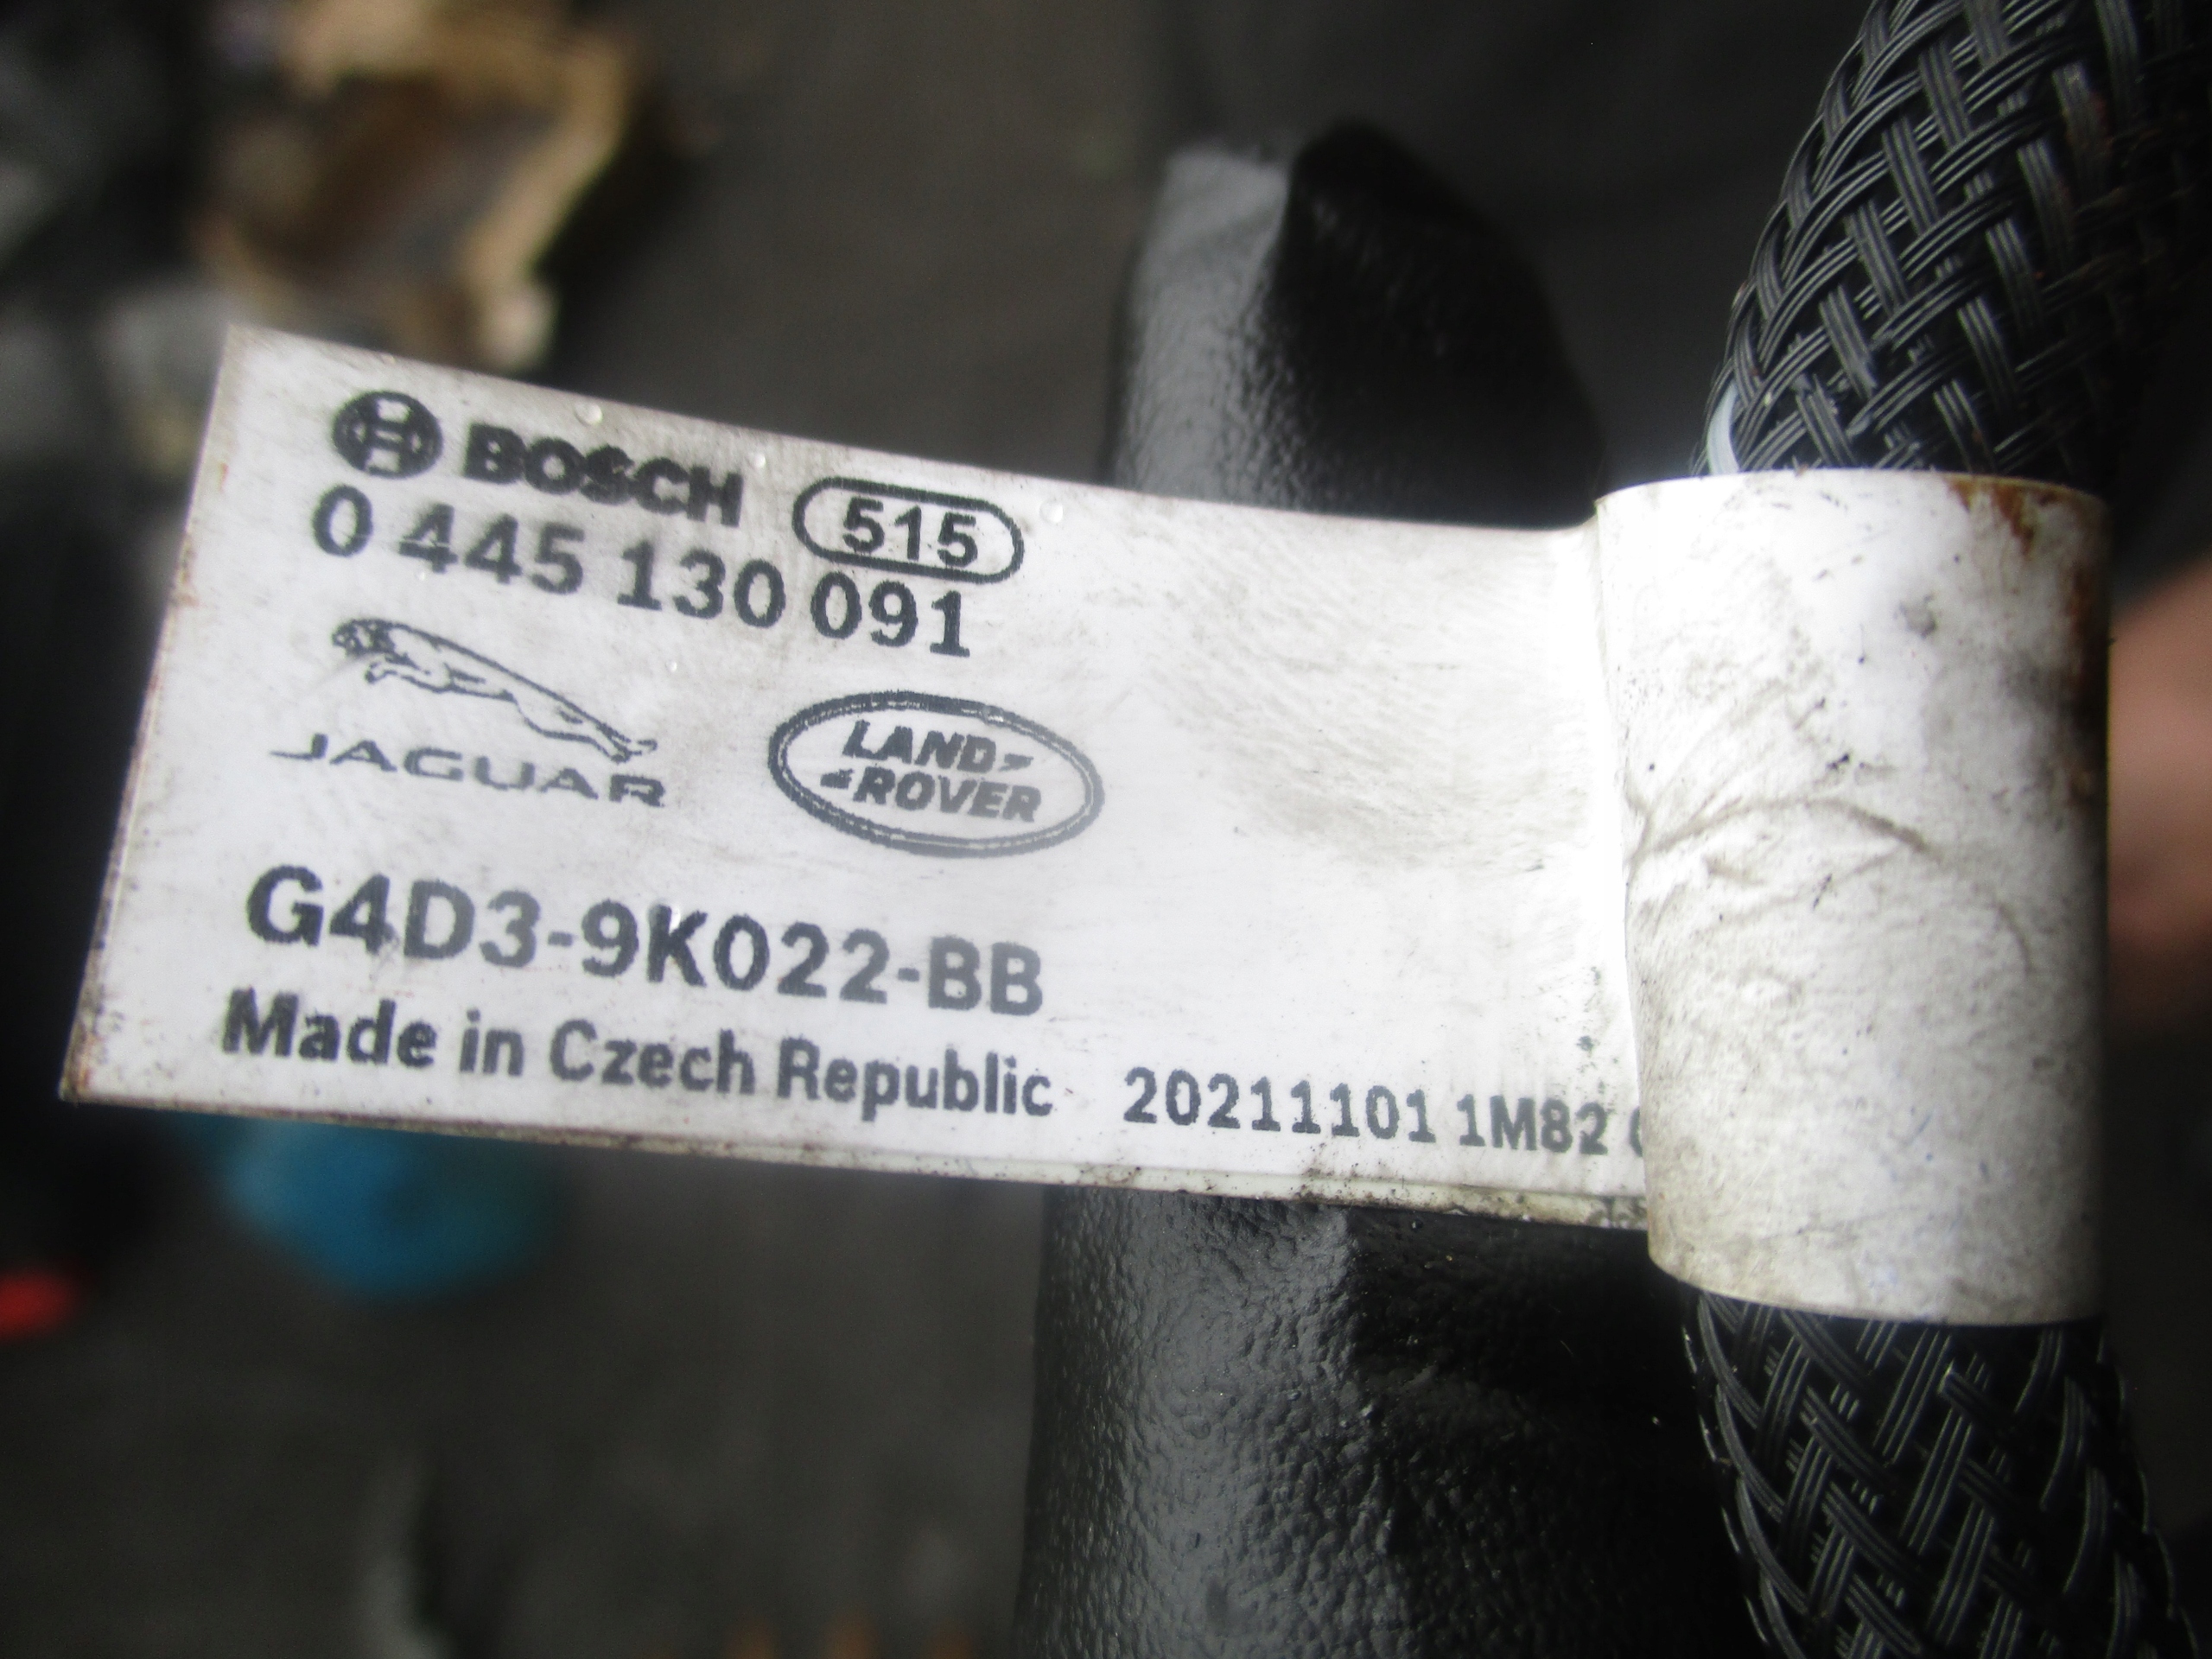 BOSCH 515
0 445 130 091
JAGUAR
LAND
ROVER
G4D3-9K022-BB
Made in Czech Republic 20211101 1M82